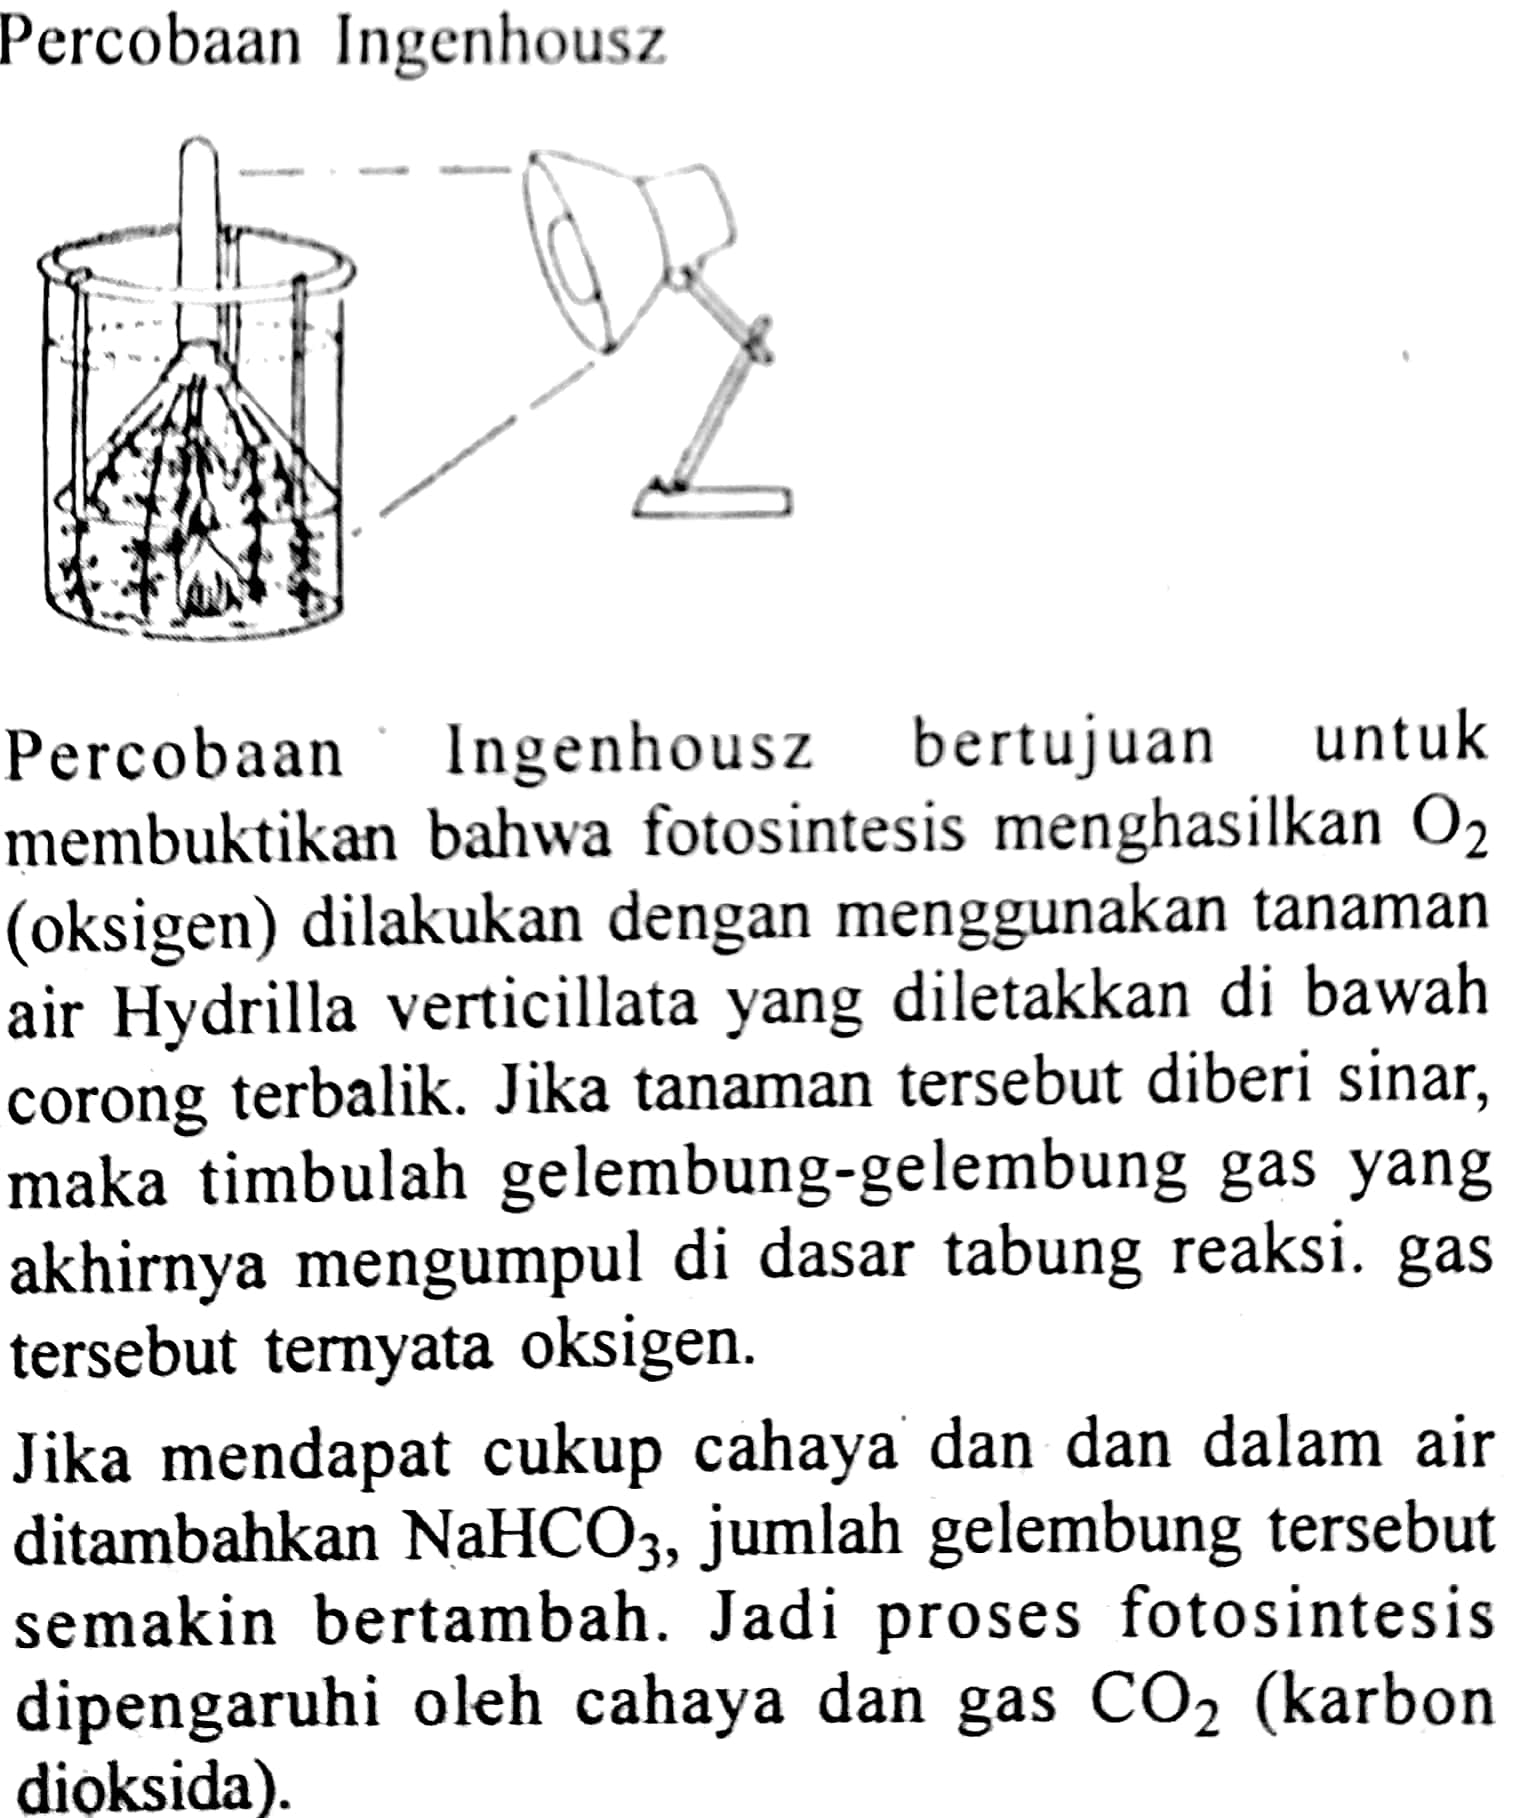 Percobaan Ingenhousz
Percobaan Ingenhousz bertujuan untuk
membuktikan bahwa fotosintesis menghasilkan O₂
(oksigen) dilakukan dengan menggunakan tanaman
air Hydrilla verticillata yang diletakkan di bawah
corong terbalik. Jika tanaman tersebut diberi sinar,
maka timbulah gelembung-gelembung gas yang
akhirnya mengumpul di dasar tabung reaksi. gas
tersebut ternyata oksigen.
Jika mendapat cukup cahaya dan dan dalam air
ditambahkan NaHCO₃, jumlah gelembung tersebut
semakin bertambah. Jadi proses fotosintesis
dipengaruhi oleh cahaya dan gas CO₂ (karbon
dioksida).